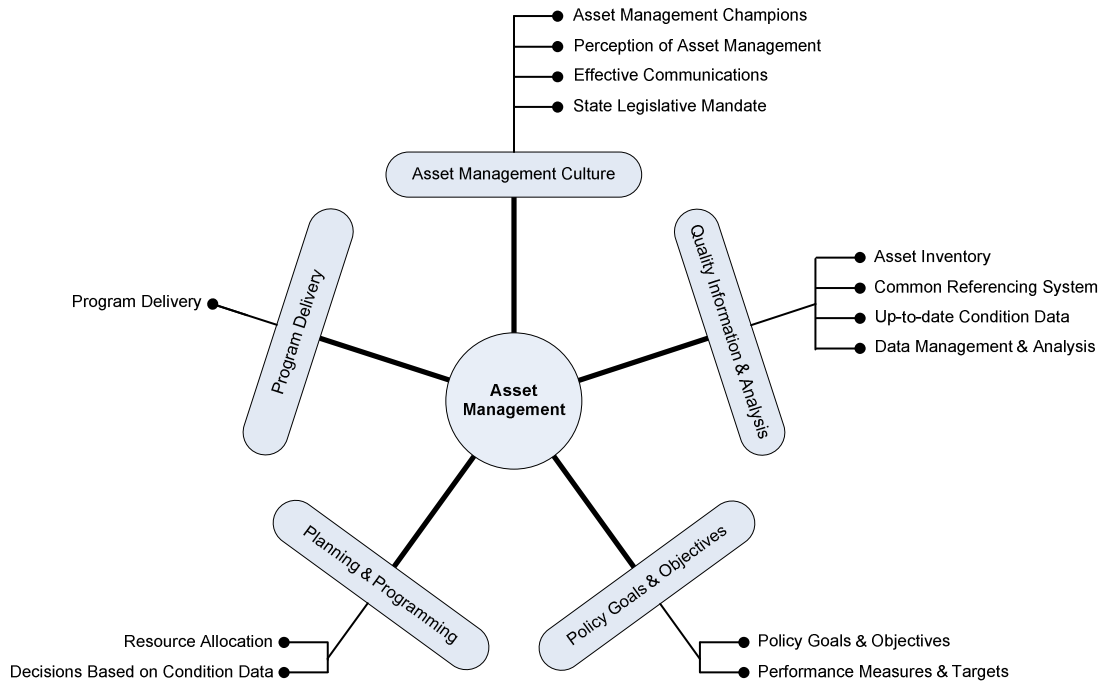 Asset Management Champions
Perception of Asset Management
Effective Communications
State Legislative Mandate
Asset Management Culture
Quality Information & Analysis
Asset Inventory
Common Referencing System
Up-to-date Condition Data
Data Management & Analysis
Program Delivery
Program Delivery
Asset
Management
Planning & Programming
Resource Allocation
Decisions Based on Condition Data
Policy Goals & Objectives
Policy Goals & Objectives
Performance Measures & Targets